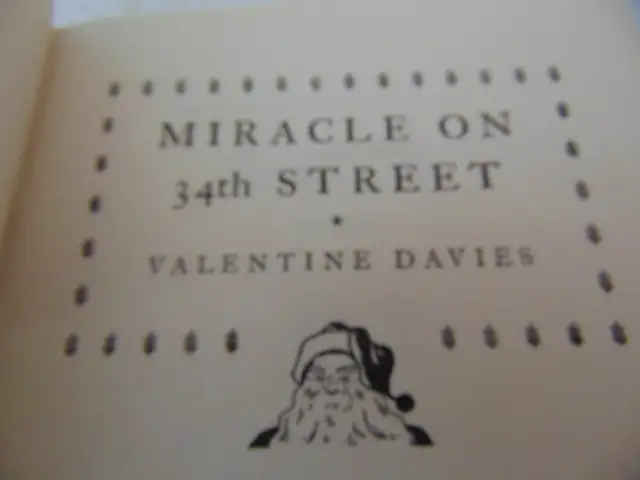 MIRACLE ON
34th STREET
VALENTINE DAVIES